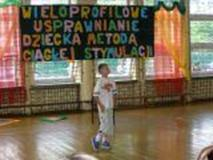 WIELOPROFILOWE
USPRAWNIANIE
DZIECKA METODĄ
CIĄGŁEJ STYMULACJI